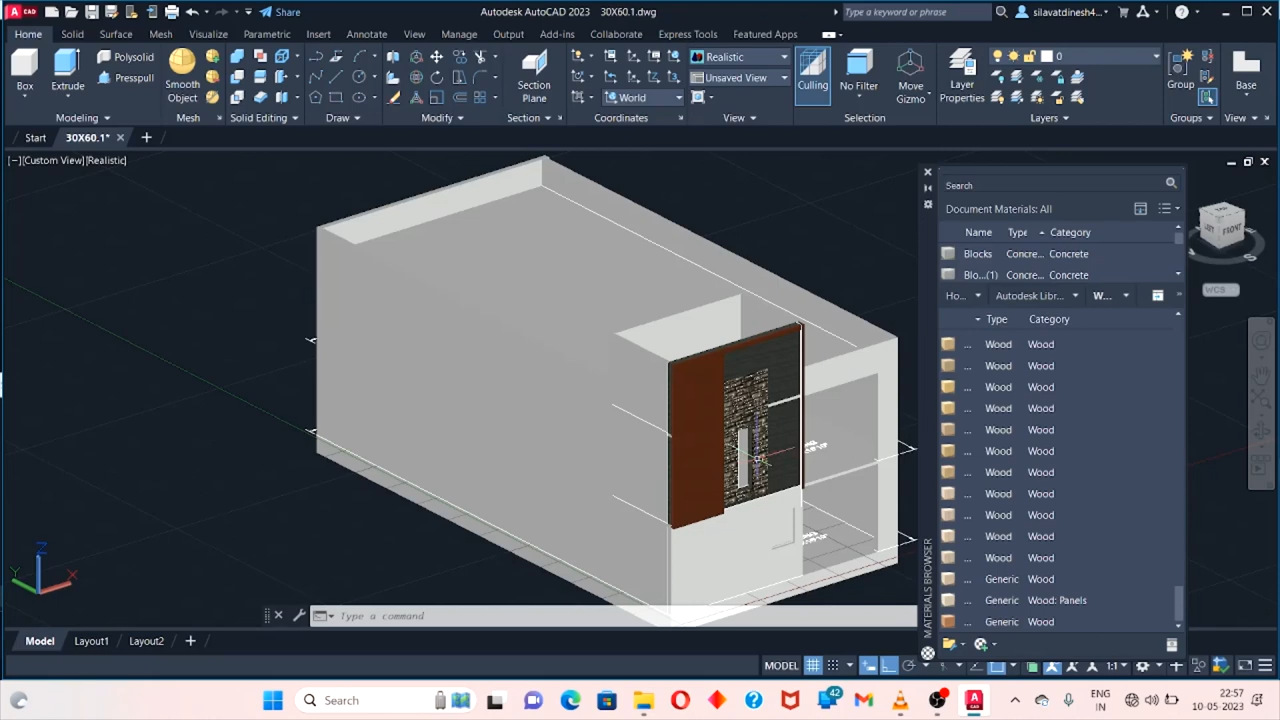 CAD Share Autodesk AutoCAD 2023 30X60.1.dwg Type a keyword or phrase silavatdinesh4...
Home Solid Surface Mesh Visualize Parametric Insert Annotate View Manage Output Add-ins Collaborate Express Tools Featured Apps
Box Extrude Polysolid Presspull Smooth Object Section Plane Realistic Unsaved View World Culling No Filter Move Gizmo Layer Properties 0 Group Base
Modeling Mesh Solid Editing Draw Modify Section Coordinates View Selection Layers Groups View
Start 30X60.1*
[−][Custom View][Realistic]
Search
Document Materials: All
Name Type Category
Blocks Concre... Concrete
Blo...(1) Concre... Concrete
Ho... Autodesk Libr... W...
Type Category
... Wood Wood
... Wood Wood
... Wood Wood
... Wood Wood
... Wood Wood
... Wood Wood
... Wood Wood
... Wood Wood
... Wood Wood
... Wood Wood
... Wood Wood
... Generic Wood
... Generic Wood: Panels
... Generic Wood
MATERIALS BROWSER
LEFT FRONT
WCS
Z
Y X
Type a command
Model Layout1 Layout2
MODEL 1:1
Search 42 ENG IN 22:57 10-05-2023